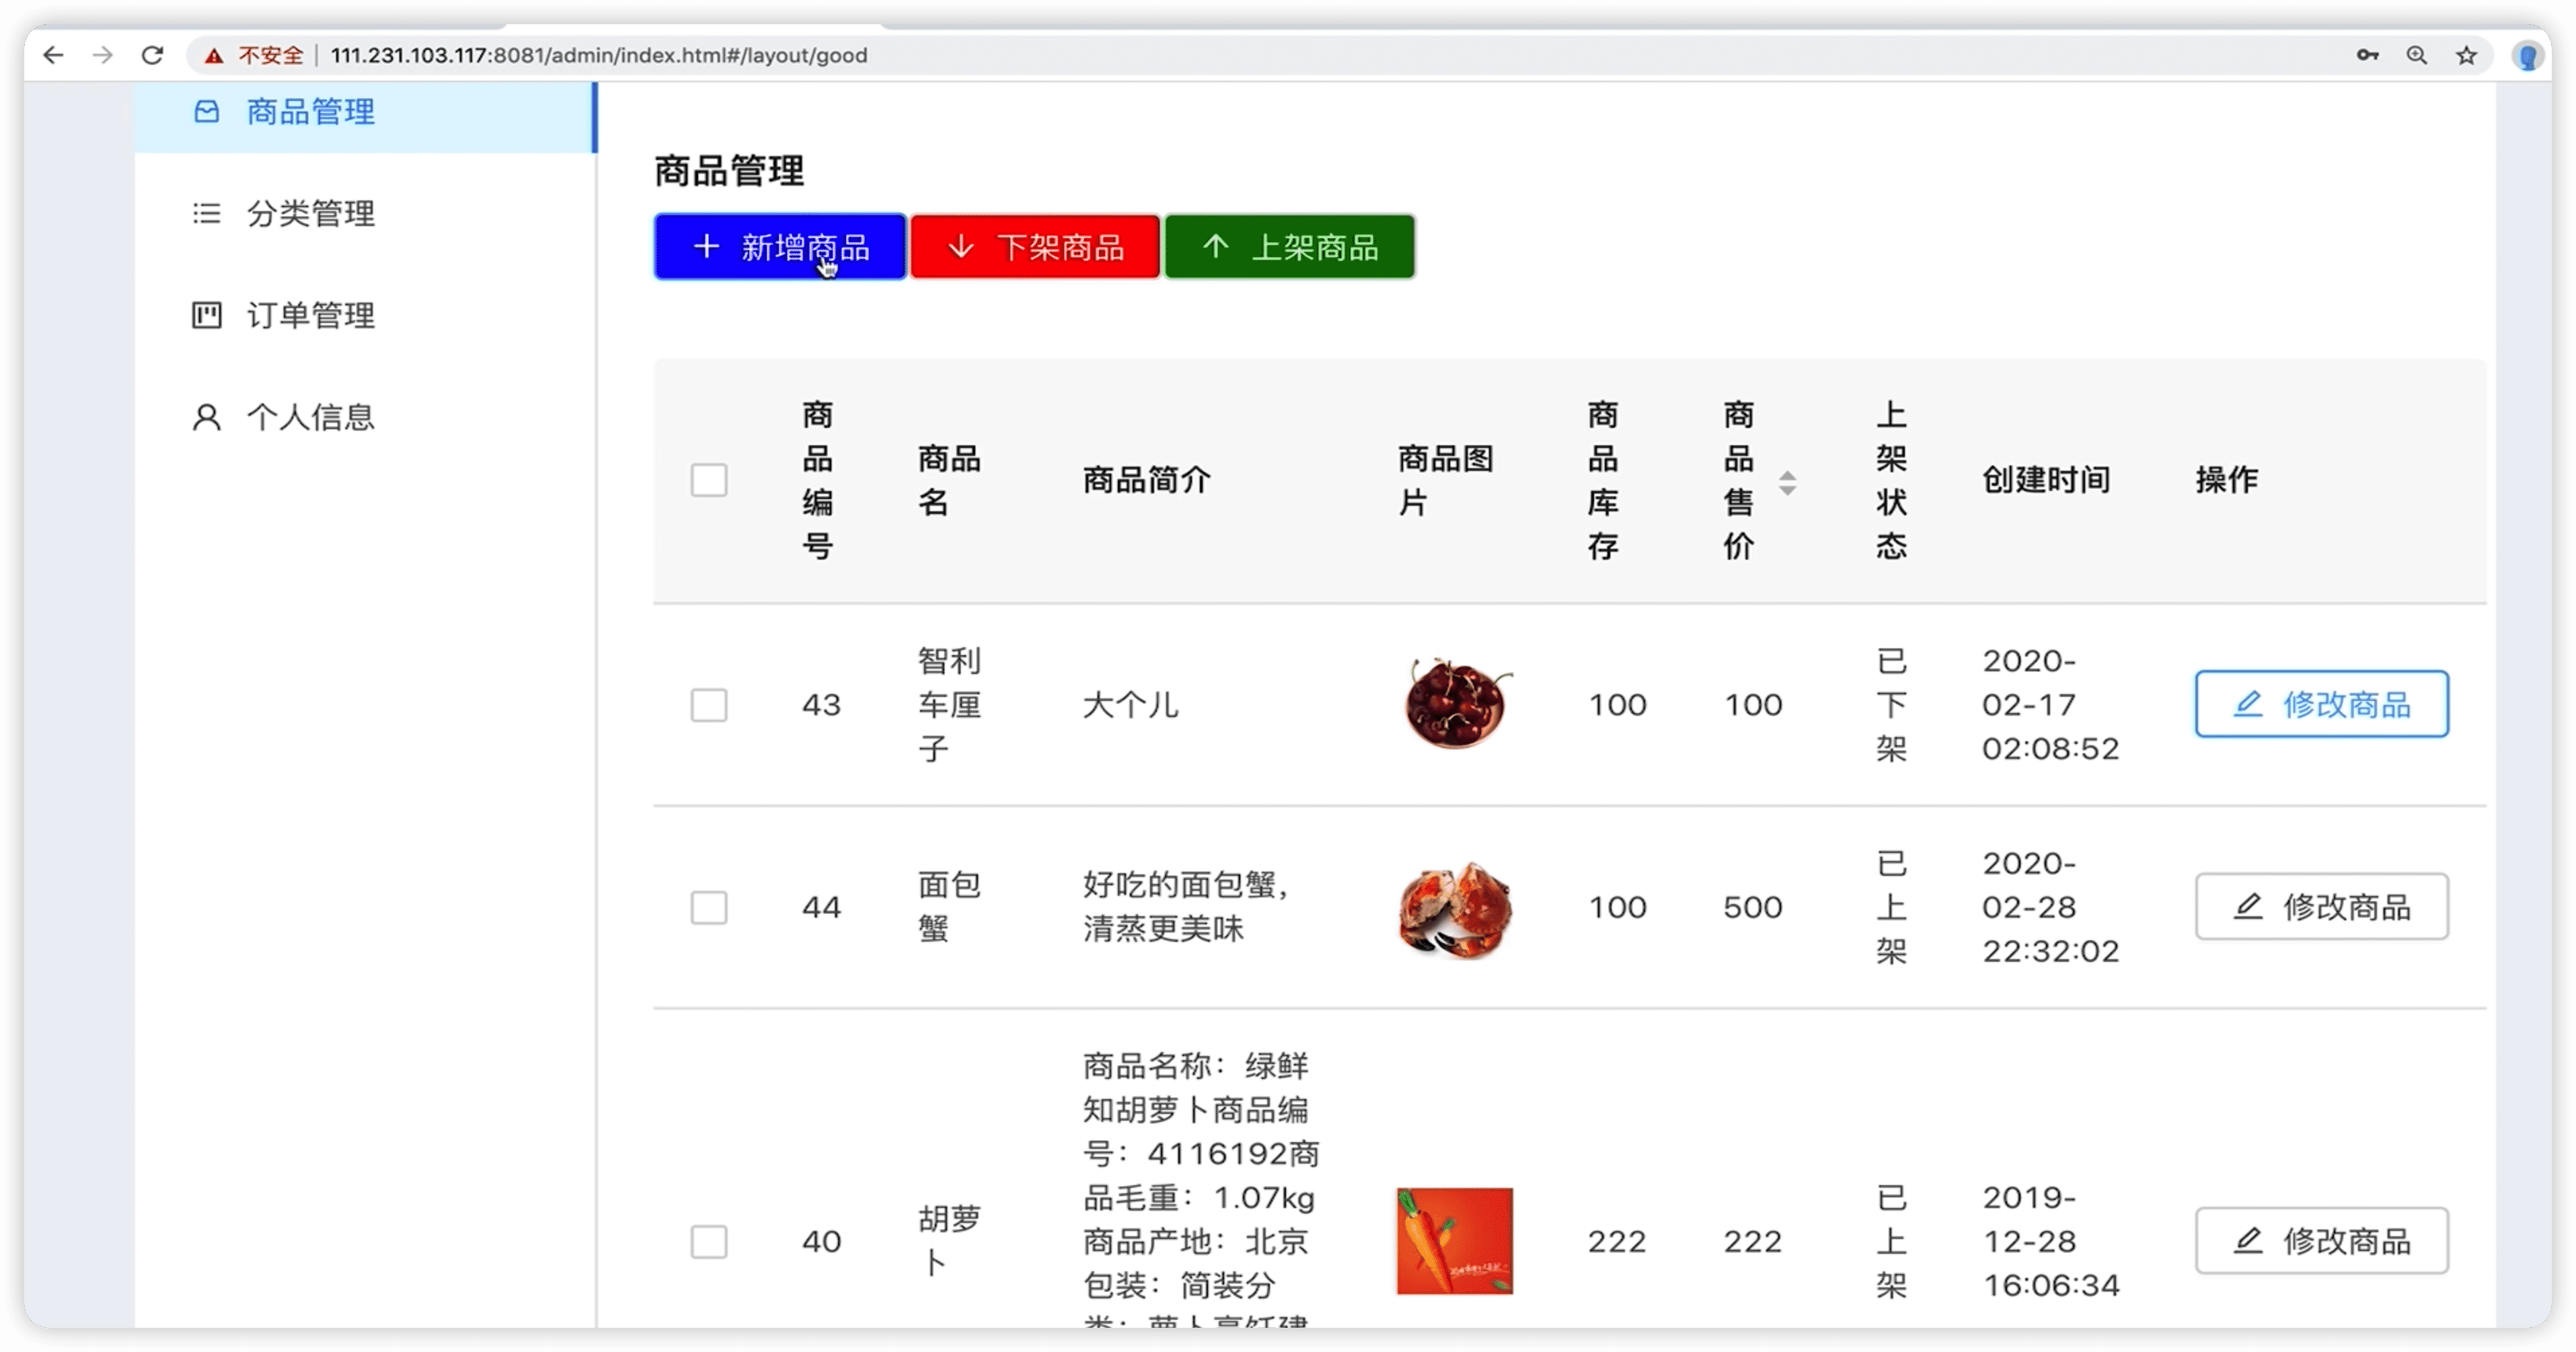 不安全 | 111.231.103.117:8081/admin/index.html#/layout/good
商品管理
分类管理
订单管理
个人信息
商品管理
新增商品
下架商品
上架商品
商品编号
商品名
商品简介
商品图片
商品库存
商品售价
上架状态
创建时间
操作
43
智利
车厘
子
大个儿
100
100
已
下
架
2020-
02-17
02:08:52
修改商品
44
面包
蟹
好吃的面包蟹，
清蒸更美味
100
500
已
上
架
2020-
02-28
22:32:02
修改商品
40
胡萝
卜
商品名称：绿鲜
知胡萝卜商品编
号：4116192商
品毛重：1.07kg
商品产地：北京
包装：简装分
类：萝卜烹饪建
222
222
已
上
架
2019-
12-28
16:06:34
修改商品